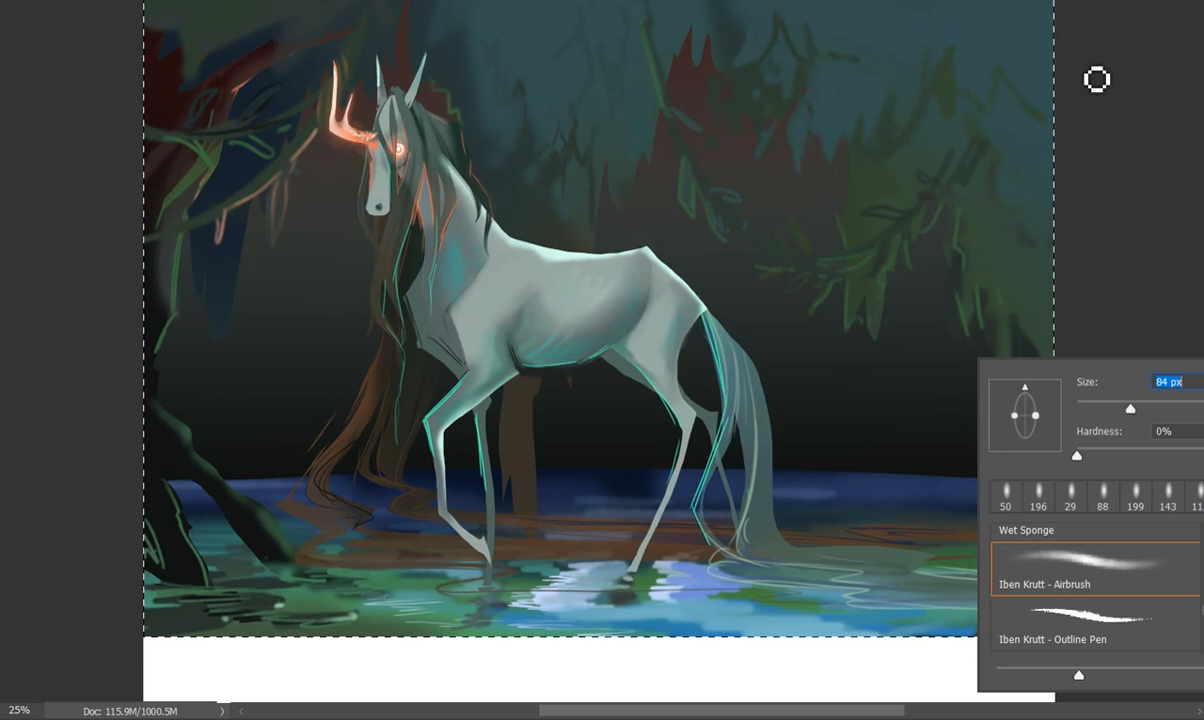 Size:
84 px
Hardness:
0%
50 196 29 88 199 143
Wet Sponge
Iben Krutt - Airbrush
Iben Krutt - Outline Pen
25%
Doc: 115.9M/1000.5M